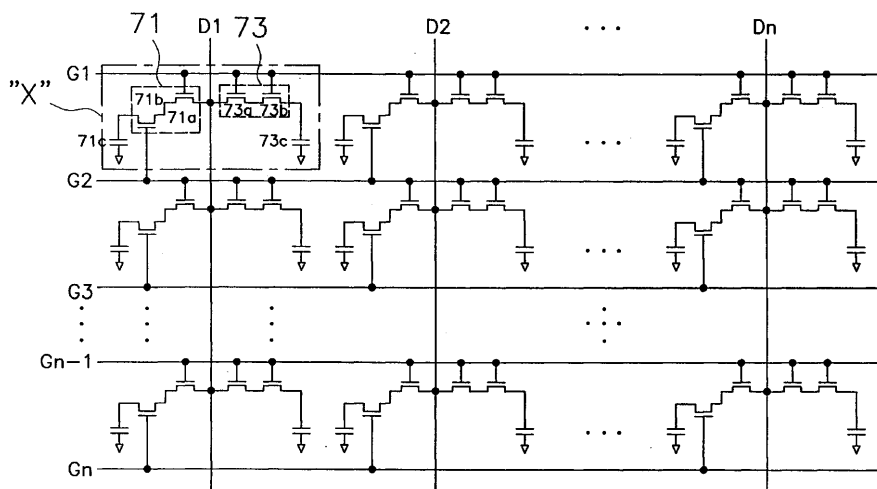 71 D1 73 D2 ... Dn
G1
"X"
71b
71a 73a 73b
71c 73c
...
G2
...
G3
...
Gn-1
...
Gn